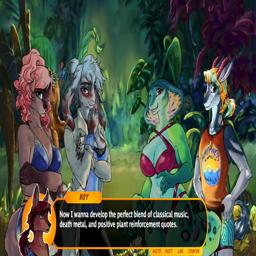 ROY
Now I wanna develop the perfect blend of classical music,
death metal, and positive plant reinforcement quotes.
AUTO FAST LOG CONFIG